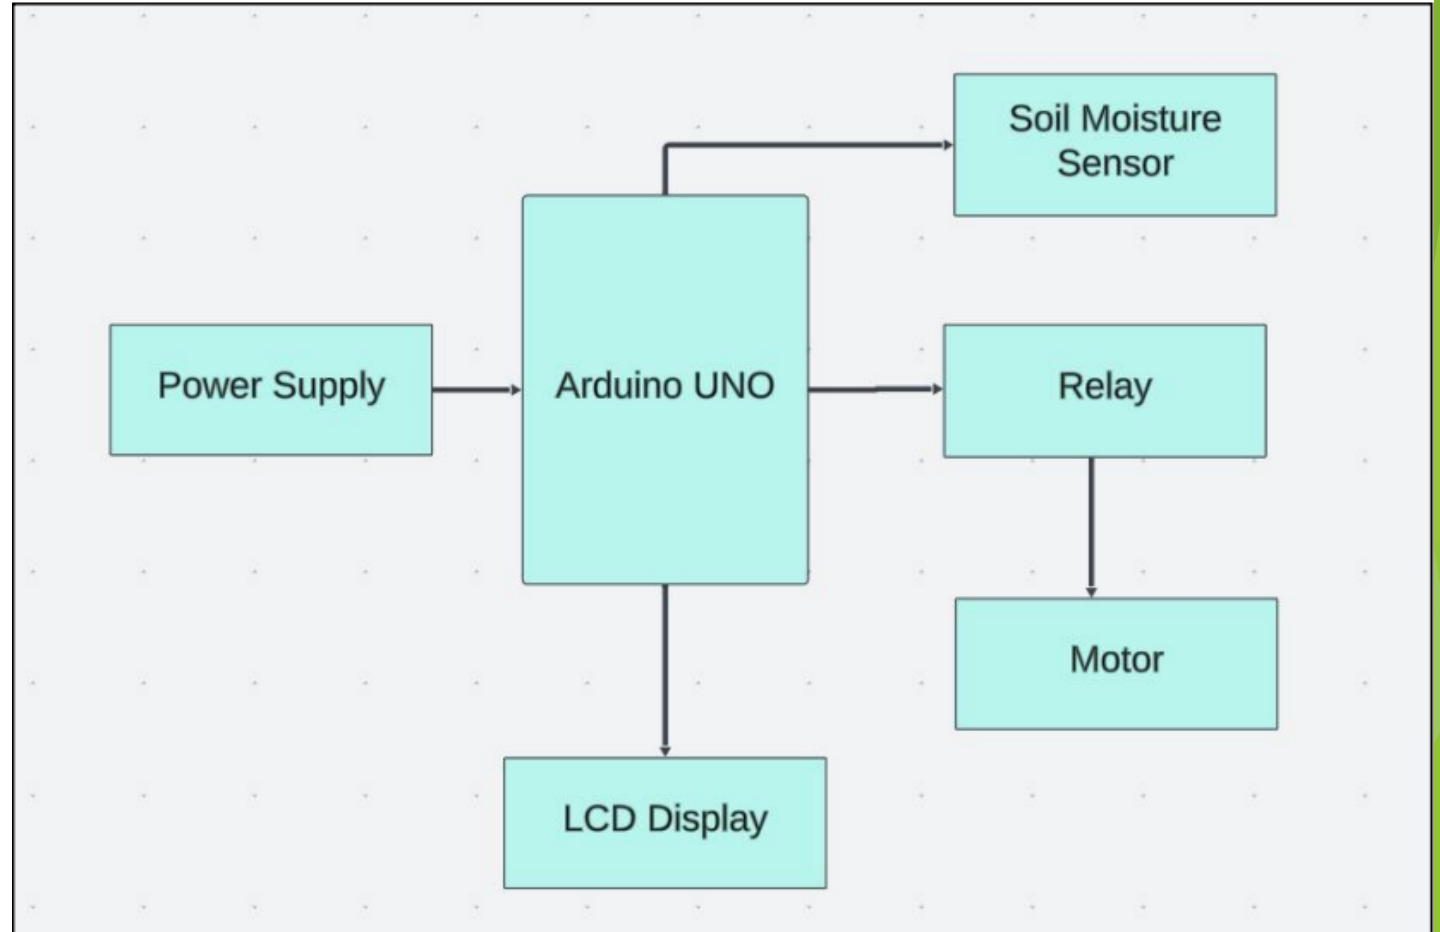 Soil Moisture
Sensor
Power Supply
Arduino UNO
Relay
Motor
LCD Display